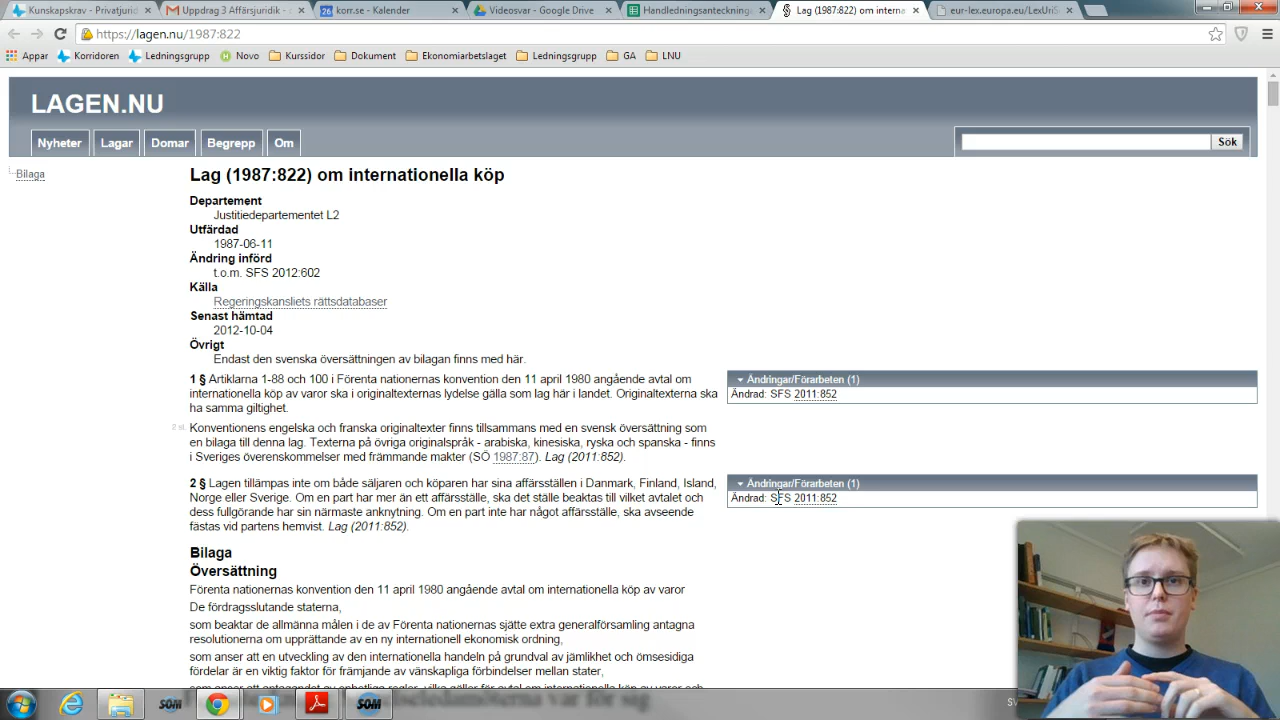 Kunskapskrav - Privatjuridi
Uppdrag 3 Affärsjuridik -
korr.se - Kalender
Videosvar - Google Drive
Handledningsanteckning
Lag (1987:822) om interna
eur-lex.europa.eu/LexUriS
https://lagen.nu/1987:822
Appar
Korridoren
Ledningsgrupp
Novo
Kurssidor
Dokument
Ekonomiarbetslaget
Ledningsgrupp
GA
LNU
LAGEN.NU
Nyheter
Lagar
Domar
Begrepp
Om
Sök
Bilaga
Lag (1987:822) om internationella köp
Departement
Justitiedepartementet L2
Utfärdad
1987-06-11
Ändring införd
t.o.m. SFS 2012:602
Källa
Regeringskansliets rättsdatabaser
Senast hämtad
2012-10-04
Övrigt
Endast den svenska översättningen av bilagan finns med här.
1 § Artiklarna 1-88 och 100 i Förenta nationernas konvention den 11 april 1980 angående avtal om
internationella köp av varor ska i originaltexternas lydelse gälla som lag här i landet. Originaltexterna ska
ha samma giltighet.
Ändringar/Förarbeten (1)
Ändrad: SFS 2011:852
2 st
Konventionens engelska och franska originaltexter finns tillsammans med en svensk översättning som
en bilaga till denna lag. Texterna på övriga originalspråk - arabiska, kinesiska, ryska och spanska - finns
i Sveriges överenskommelser med främmande makter (SÖ 1987:87). Lag (2011:852).
2 § Lagen tillämpas inte om både säljaren och köparen har sina affärsställen i Danmark, Finland, Island,
Norge eller Sverige. Om en part har mer än ett affärsställe, ska det ställe beaktas till vilket avtalet och
dess fullgörande har sin närmaste anknytning. Om en part inte har något affärsställe, ska avseende
fästas vid partens hemvist. Lag (2011:852).
Ändringar/Förarbeten (1)
Ändrad: SFS 2011:852
Bilaga
Översättning
Förenta nationernas konvention den 11 april 1980 angående avtal om internationella köp av varor
De fördragsslutande staterna,
som beaktar de allmänna målen i de av Förenta nationernas sjätte extra generalförsamling antagna
resolutionerna om upprättande av en ny internationell ekonomisk ordning,
som anser att en utveckling av den internationella handeln på grundval av jämlikhet och ömsesidiga
fördelar är en viktig faktor för främjande av vänskapliga förbindelser mellan stater,